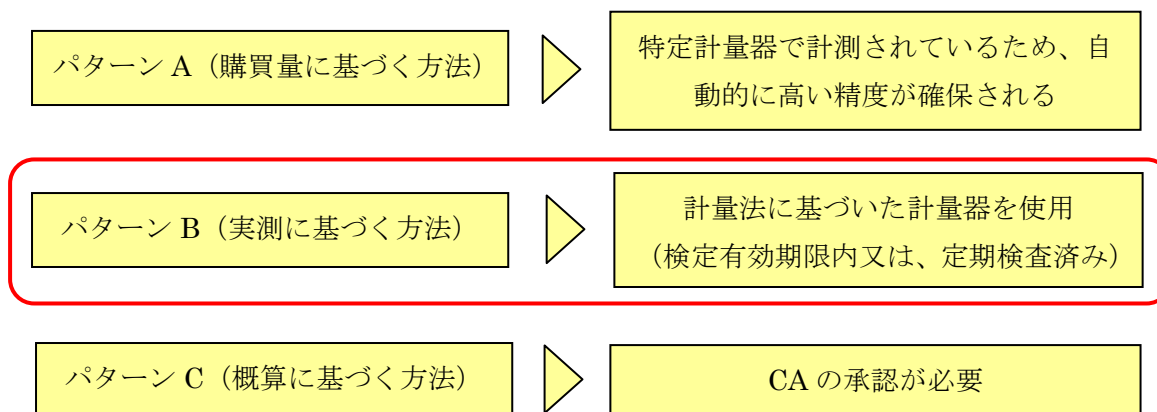 パターン A（購買量に基づく方法）
特定計量器で計測されているため、自
動的に高い精度が確保される
パターン B（実測に基づく方法）
計量法に基づいた計量器を使用
（検定有効期限内又は、定期検査済み）
パターン C（概算に基づく方法）
CA の承認が必要